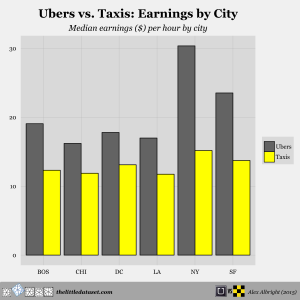 Ubers vs. Taxis: Earnings by City
Median earnings ($) per hour by city
30
20
10
0
BOS CHI DC LA NY SF
Ubers
Taxis
thelittledataset.com
Alex Albright (2015)